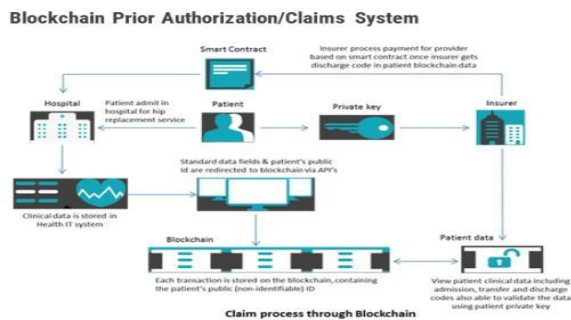 Blockchain Prior Authorization/Claims System
Smart Contract
Insurer process payment for provider
based on smart contract once insurer gets
discharge code in patient blockchain data
Hospital
Patient admit in
hospital for hip
replacement service
Patient
Private key
Insurer
Standard data fields & patient's public
Id are redirected to blockchain via API's
Clinical data is stored in
Health IT system
Blockchain
Patient data
Each transaction is stored on the blockchain, containing
the patient's public (non-identifiable) ID
View patient clinical data including
admission, transfer and discharge
codes also able to validate the data
using patient private key
Claim process through Blockchain